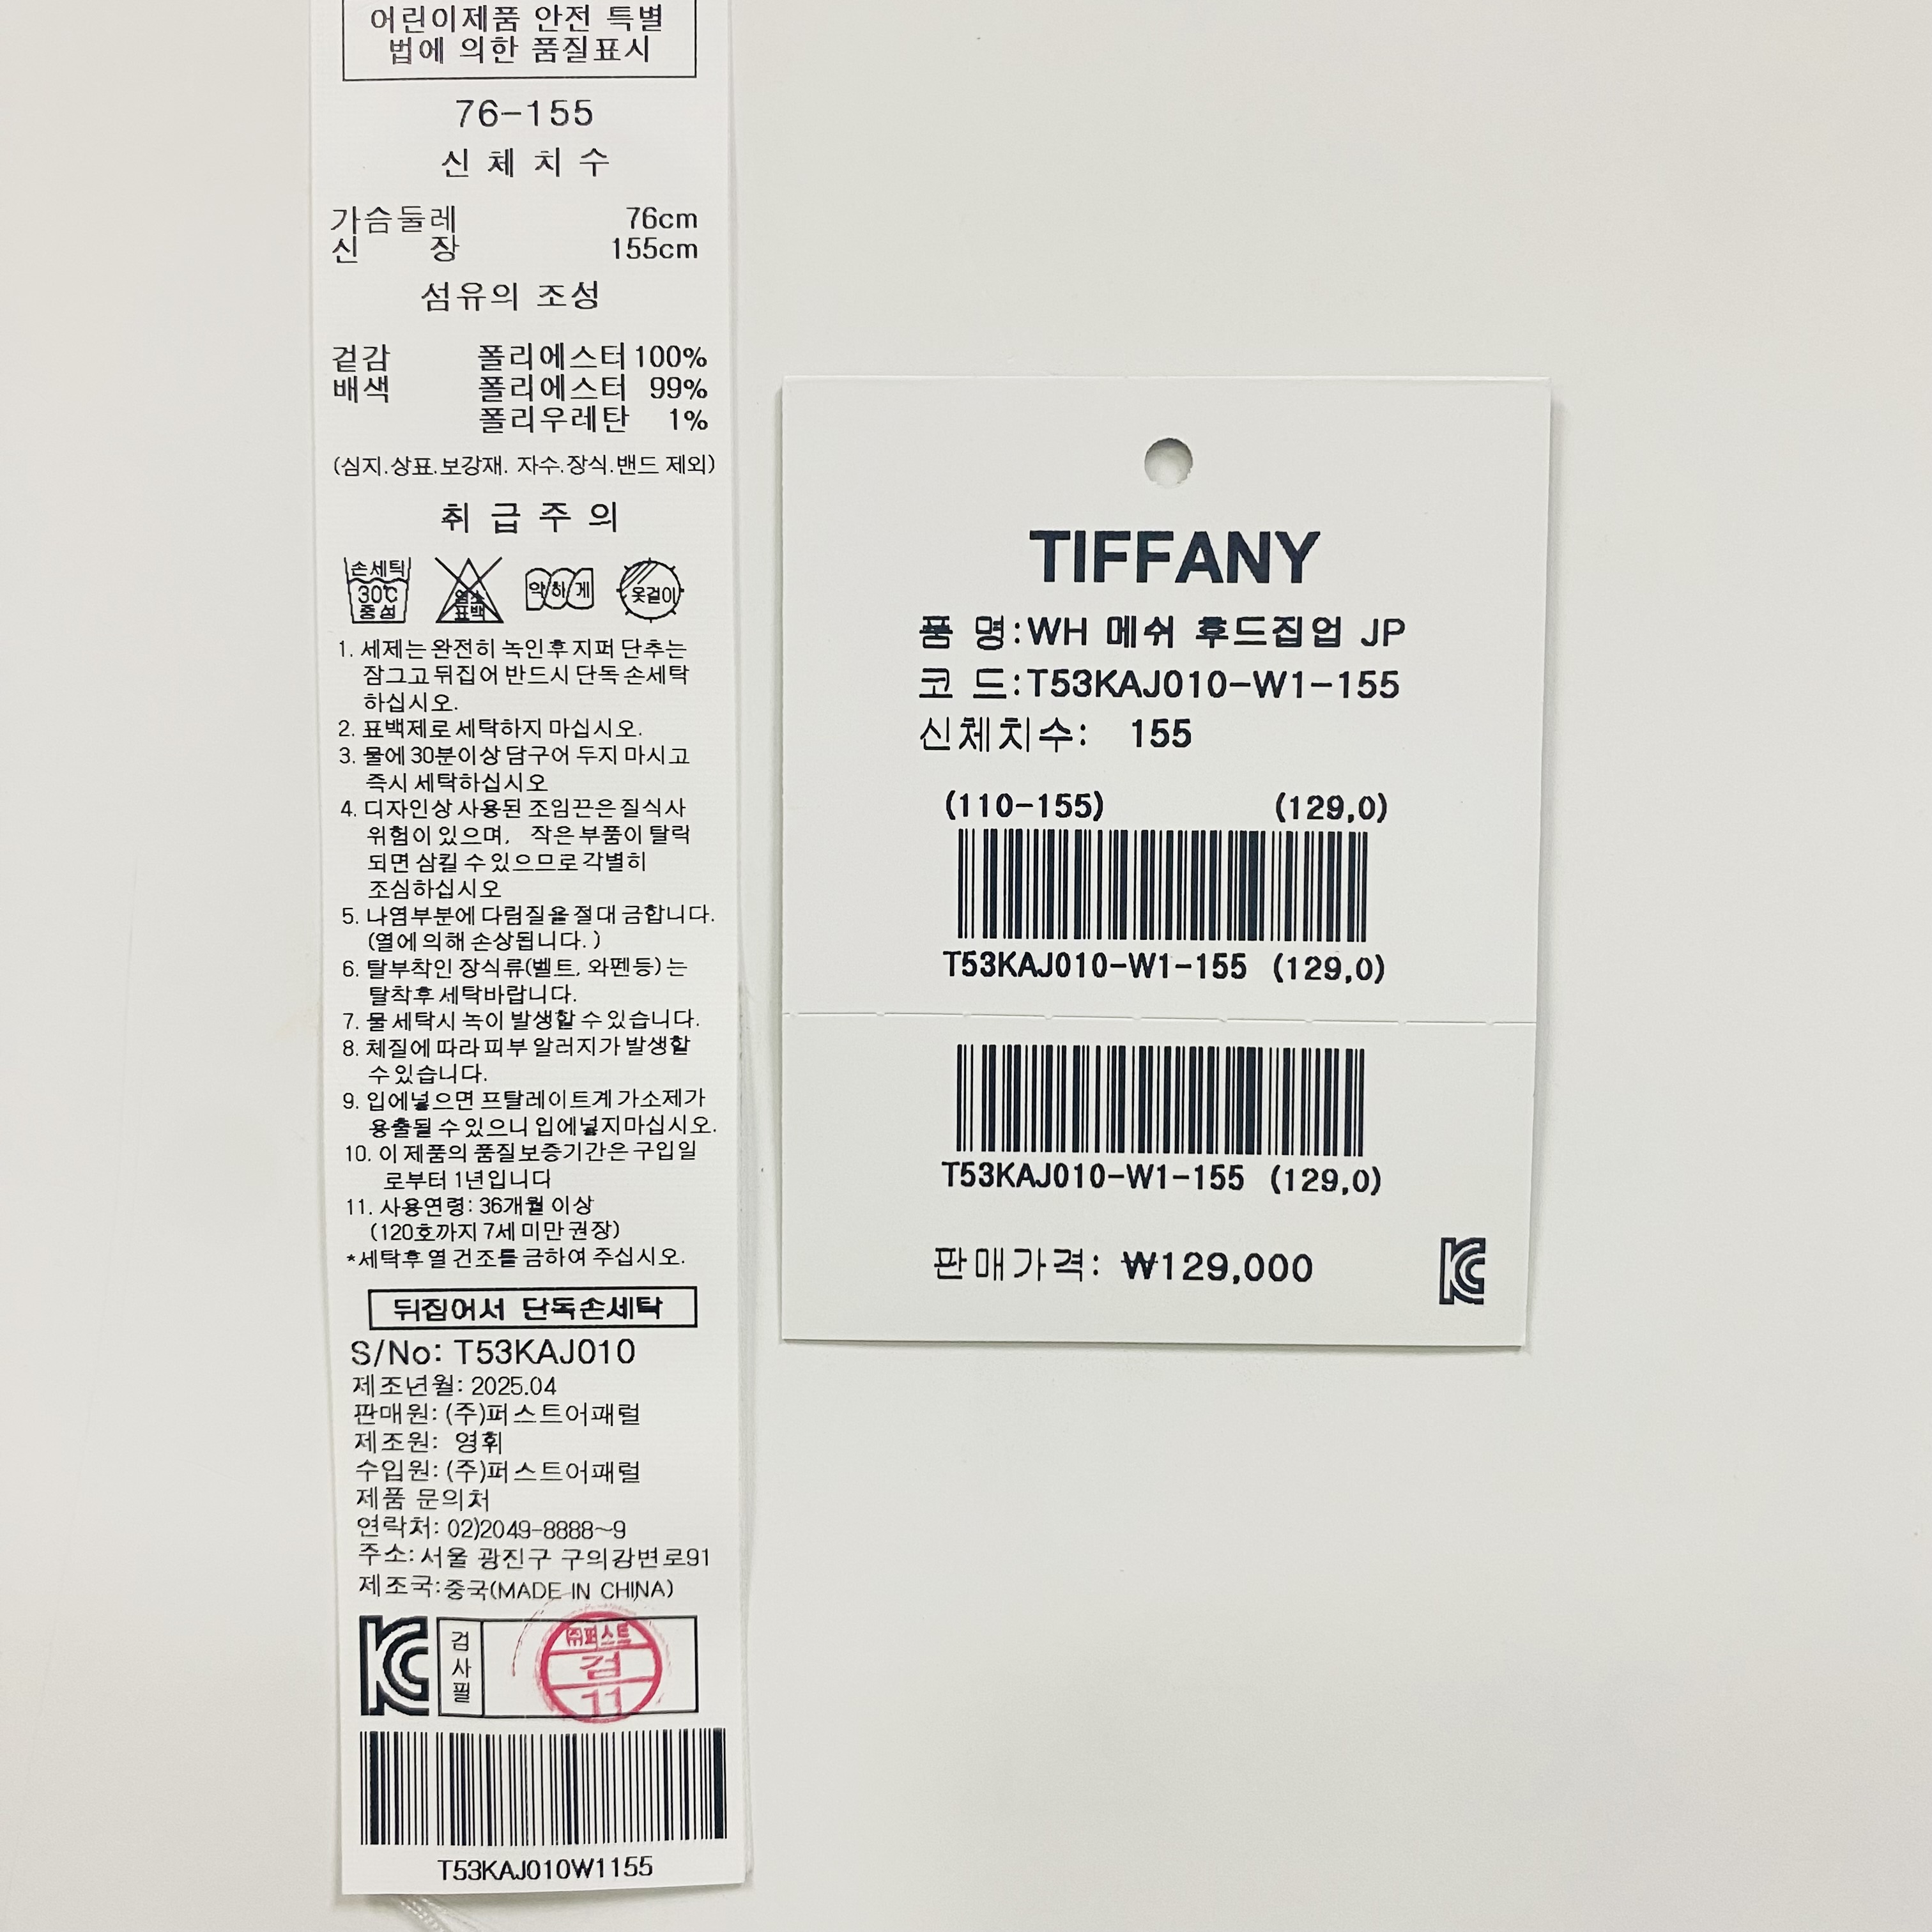 어린이제품 안전 특별
법에 의한 품질표시
76-155
신 체 치 수
가슴둘레 76cm
신 장 155cm
섬유의 조성
겉감 폴리에스터 100%
배색 폴리에스터 99%
폴리우레탄 1%
(심지.상표.보강재. 자수.장식.밴드 제외)
취 급 주 의
손세탁
30℃
중성
염소
표백
약하게
옷걸이
1. 세제는 완전히 녹인후 지퍼 단추는
잠그고 뒤집어 반드시 단독 손세탁
하십시오.
2. 표백제로 세탁하지 마십시오.
3. 물에 30분이상 담구어 두지 마시고
즉시 세탁하십시오
4. 디자인상 사용된 조임끈은 질식사
위험이 있으며, 작은 부품이 탈락
되면 삼킬 수 있으므로 각별히
조심하십시오
5. 나염부분에 다림질을 절대 금합니다.
(열에 의해 손상됩니다. )
6. 탈부착인 장식류(벨트, 와펜등) 는
탈착후 세탁바랍니다.
7. 물 세탁시 녹이 발생할 수 있습니다.
8. 체질에 따라 피부 알러지가 발생할
수 있습니다.
9. 입에넣으면 프탈레이트계 가소제가
용출될 수 있으니 입에넣지마십시오.
10. 이 제품의 품질보증기간은 구입일
로부터 1년입니다
11. 사용연령: 36개월 이상
(120호까지 7세 미만 권장)
*세탁후 열 건조를 금하여 주십시오.
뒤집어서 단독손세탁
S/No: T53KAJ010
제조년월: 2025.04
판매원: (주)퍼스트어패럴
제조원: 영휘
수입원: (주)퍼스트어패럴
제품 문의처
연락처: 02)2049-8888~9
주소: 서울 광진구 구의강변로91
제조국:중국(MADE IN CHINA)
KC
검사필
㈜퍼스트
검
11
T53KAJ010W1155
TIFFANY
품 명:WH 메쉬 후드집업 JP
코 드:T53KAJ010-W1-155
신체치수: 155
(110-155) (129,0)
T53KAJ010-W1-155 (129,0)
T53KAJ010-W1-155 (129,0)
판매가격: ₩129,000
KC